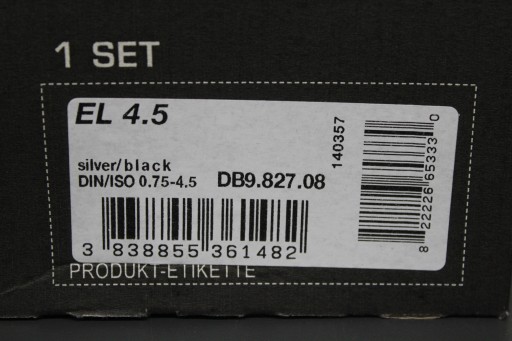 1 SET
EL 4.5
silver/black
DIN/ISO 0.75-4.5 DB9.827.08
3 838855 361482
140357
8 22226 65333 0
PRODUKT-ETIKETTE